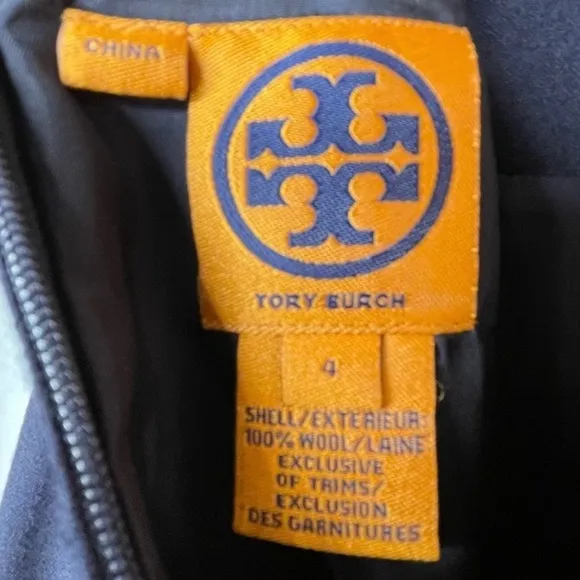 CHINA
TORY BURCH
4
SHELL/EXTERIEUR:
100% WOOL/LAINE
EXCLUSIVE
OF TRIMS/
EXCLUSION
DES GARNITURES